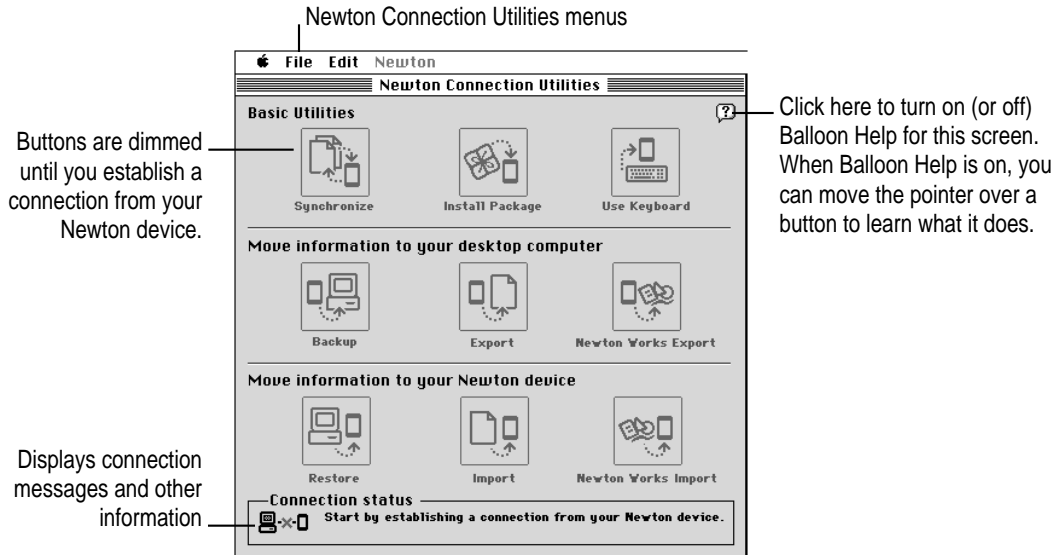 Newton Connection Utilities menus
File Edit Newton
Newton Connection Utilities
Basic Utilities
?
Click here to turn on (or off)
Balloon Help for this screen.
When Balloon Help is on, you
can move the pointer over a
button to learn what it does.
Buttons are dimmed
until you establish a
connection from your
Newton device.
Synchronize Install Package Use Keyboard
Move information to your desktop computer
Backup Export Newton Works Export
Move information to your Newton device
Restore Import Newton Works Import
Displays connection
messages and other
information
Connection status
Start by establishing a connection from your Newton device.